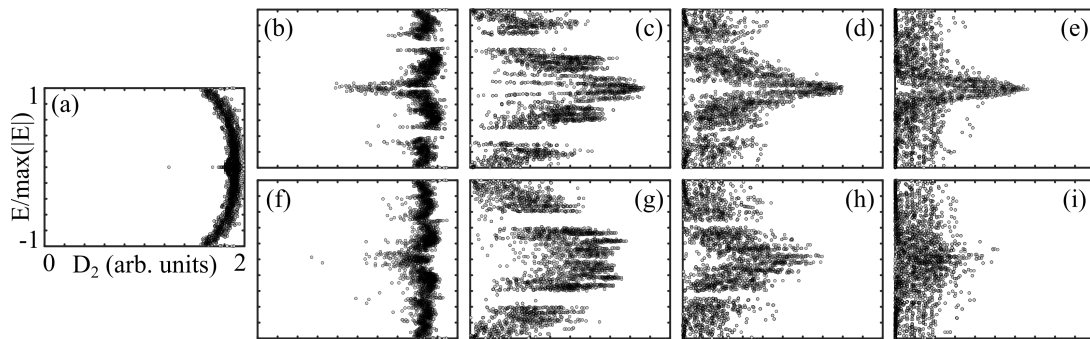 (b) (c) (d) (e)
(a)
1
E/max(|E|)
-1
0 D2 (arb. units) 2
(f) (g) (h) (i)